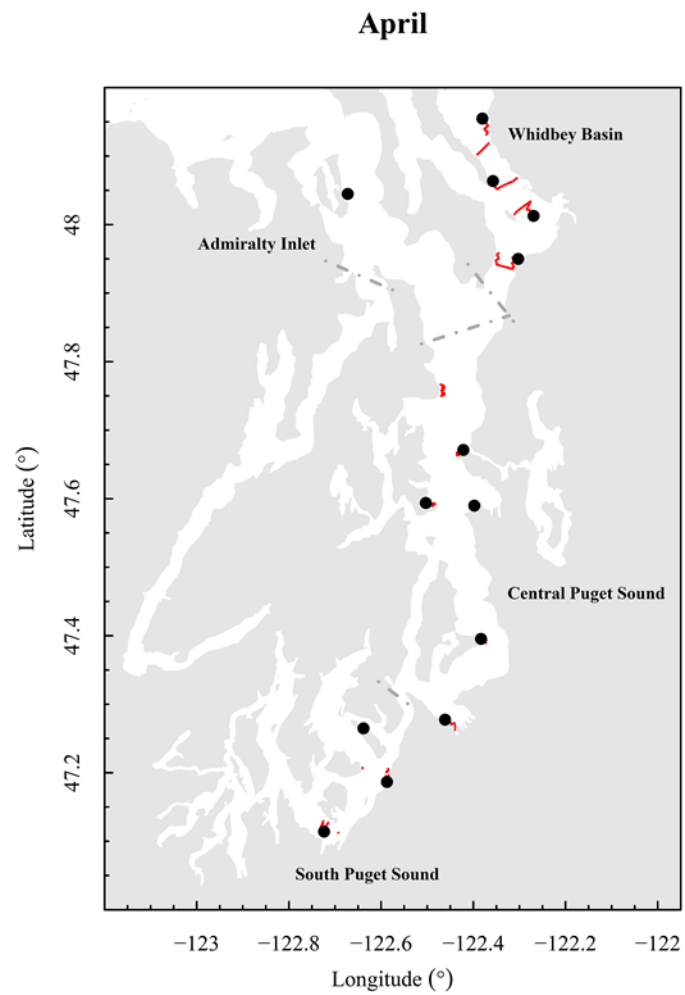 April
Whidbey Basin
Admiralty Inlet
48
47.8
47.6
47.4
47.2
Latitude (°)
Central Puget Sound
South Puget Sound
−123
−122.8
−122.6
−122.4
−122.2
−122
Longitude (°)